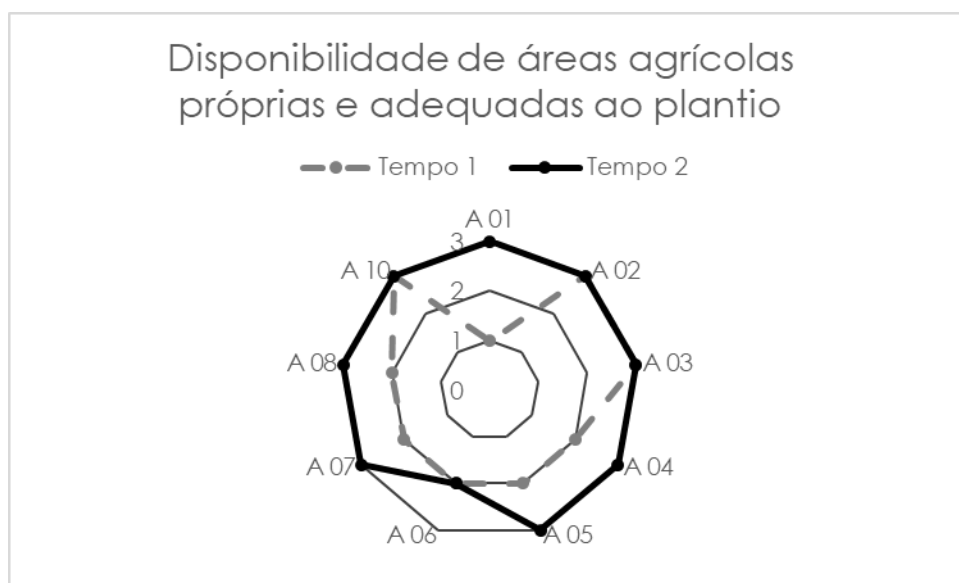 Disponibilidade de áreas agrícolas
próprias e adequadas ao plantio
Tempo 1 Tempo 2
A 01
3
A 10 A 02
2
1
A 08 A 03
0
A 07 A 04
A 06 A 05